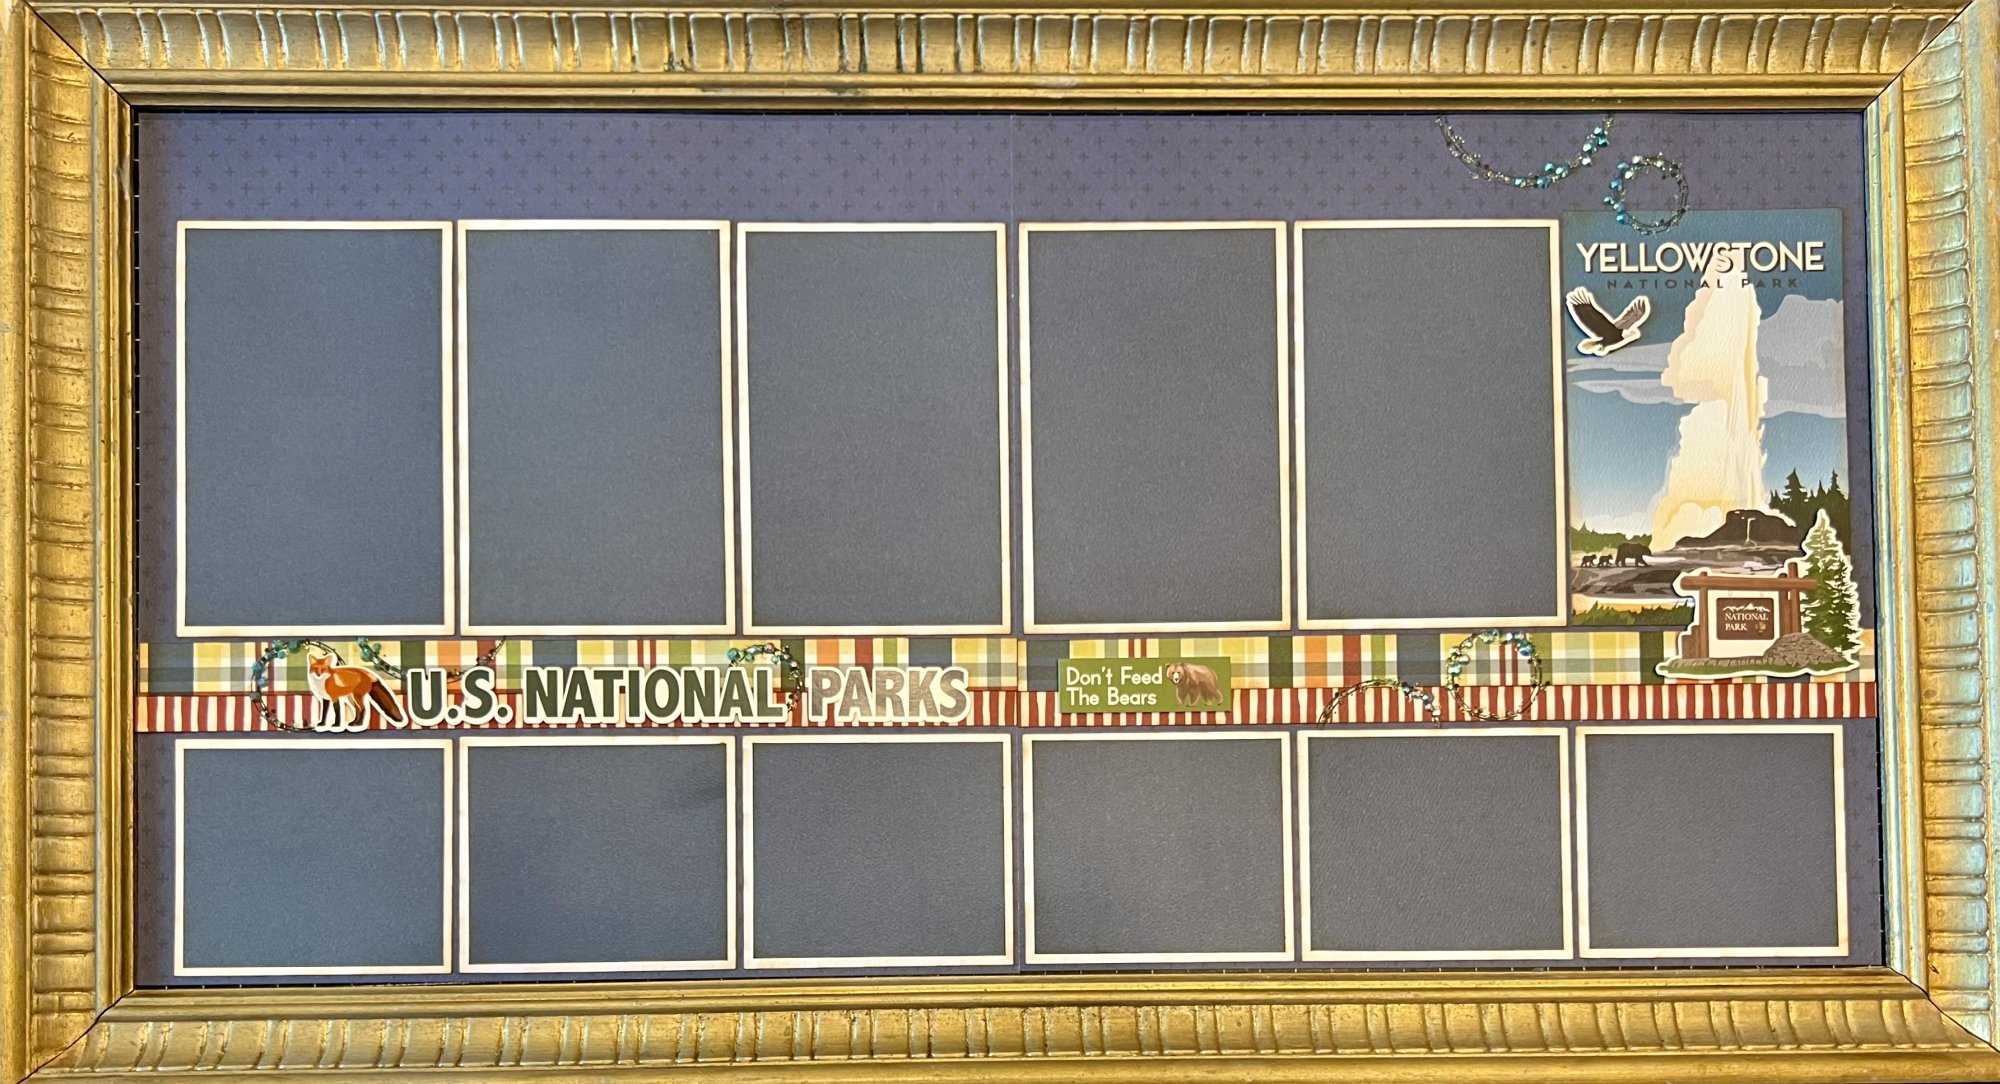 YELLOWSTONE
NATIONAL PARK
NATIONAL
PARK
U.S. NATIONAL PARKS
Don't Feed
The Bears